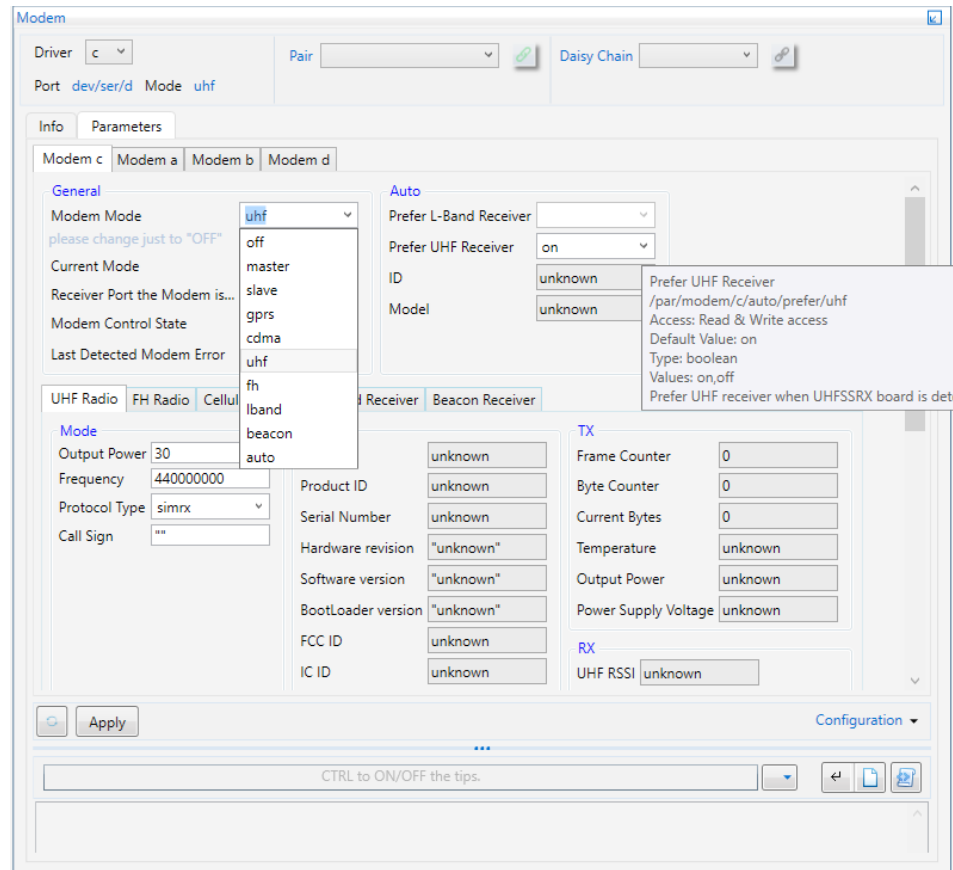 Modem
Driver c
Pair
Daisy Chain
Port dev/ser/d Mode uhf
Info Parameters
Modem c Modem a Modem b Modem d
General
Modem Mode uhf
please change just to "OFF"
Current Mode
Receiver Port the Modem is...
Modem Control State
Last Detected Modem Error
off
master
slave
gprs
cdma
uhf
fh
lband
beacon
auto
Auto
Prefer L-Band Receiver
Prefer UHF Receiver on
ID unknown
Model unknown
Prefer UHF Receiver
/par/modem/c/auto/prefer/uhf
Access: Read & Write access
Default Value: on
Type: boolean
Values: on,off
Prefer UHF receiver when UHFSSRX board is det
UHF Radio FH Radio Cellul d Receiver Beacon Receiver
Mode
Output Power 30
Frequency 440000000
Protocol Type simrx
Call Sign ""
unknown
Product ID unknown
Serial Number unknown
Hardware revision "unknown"
Software version "unknown"
BootLoader version "unknown"
FCC ID unknown
IC ID unknown
TX
Frame Counter 0
Byte Counter 0
Current Bytes 0
Temperature unknown
Output Power unknown
Power Supply Voltage unknown
RX
UHF RSSI unknown
Apply
Configuration
CTRL to ON/OFF the tips.